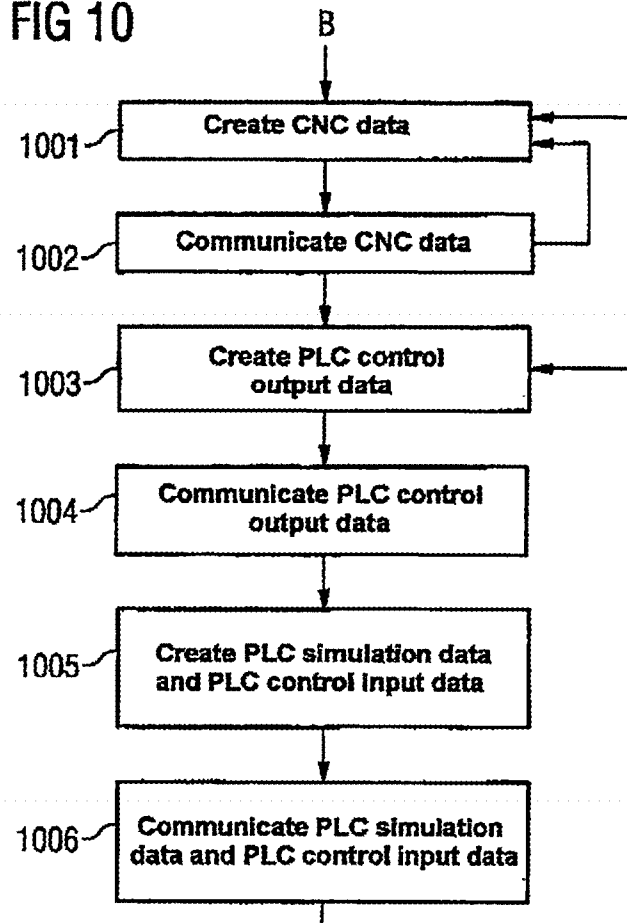 FIG 10
B
1001
Create CNC data
1002
Communicate CNC data
1003
Create PLC control
output data
1004
Communicate PLC control
output data
1005
Create PLC simulation data
and PLC control input data
1006
Communicate PLC simulation
data and PLC control input data